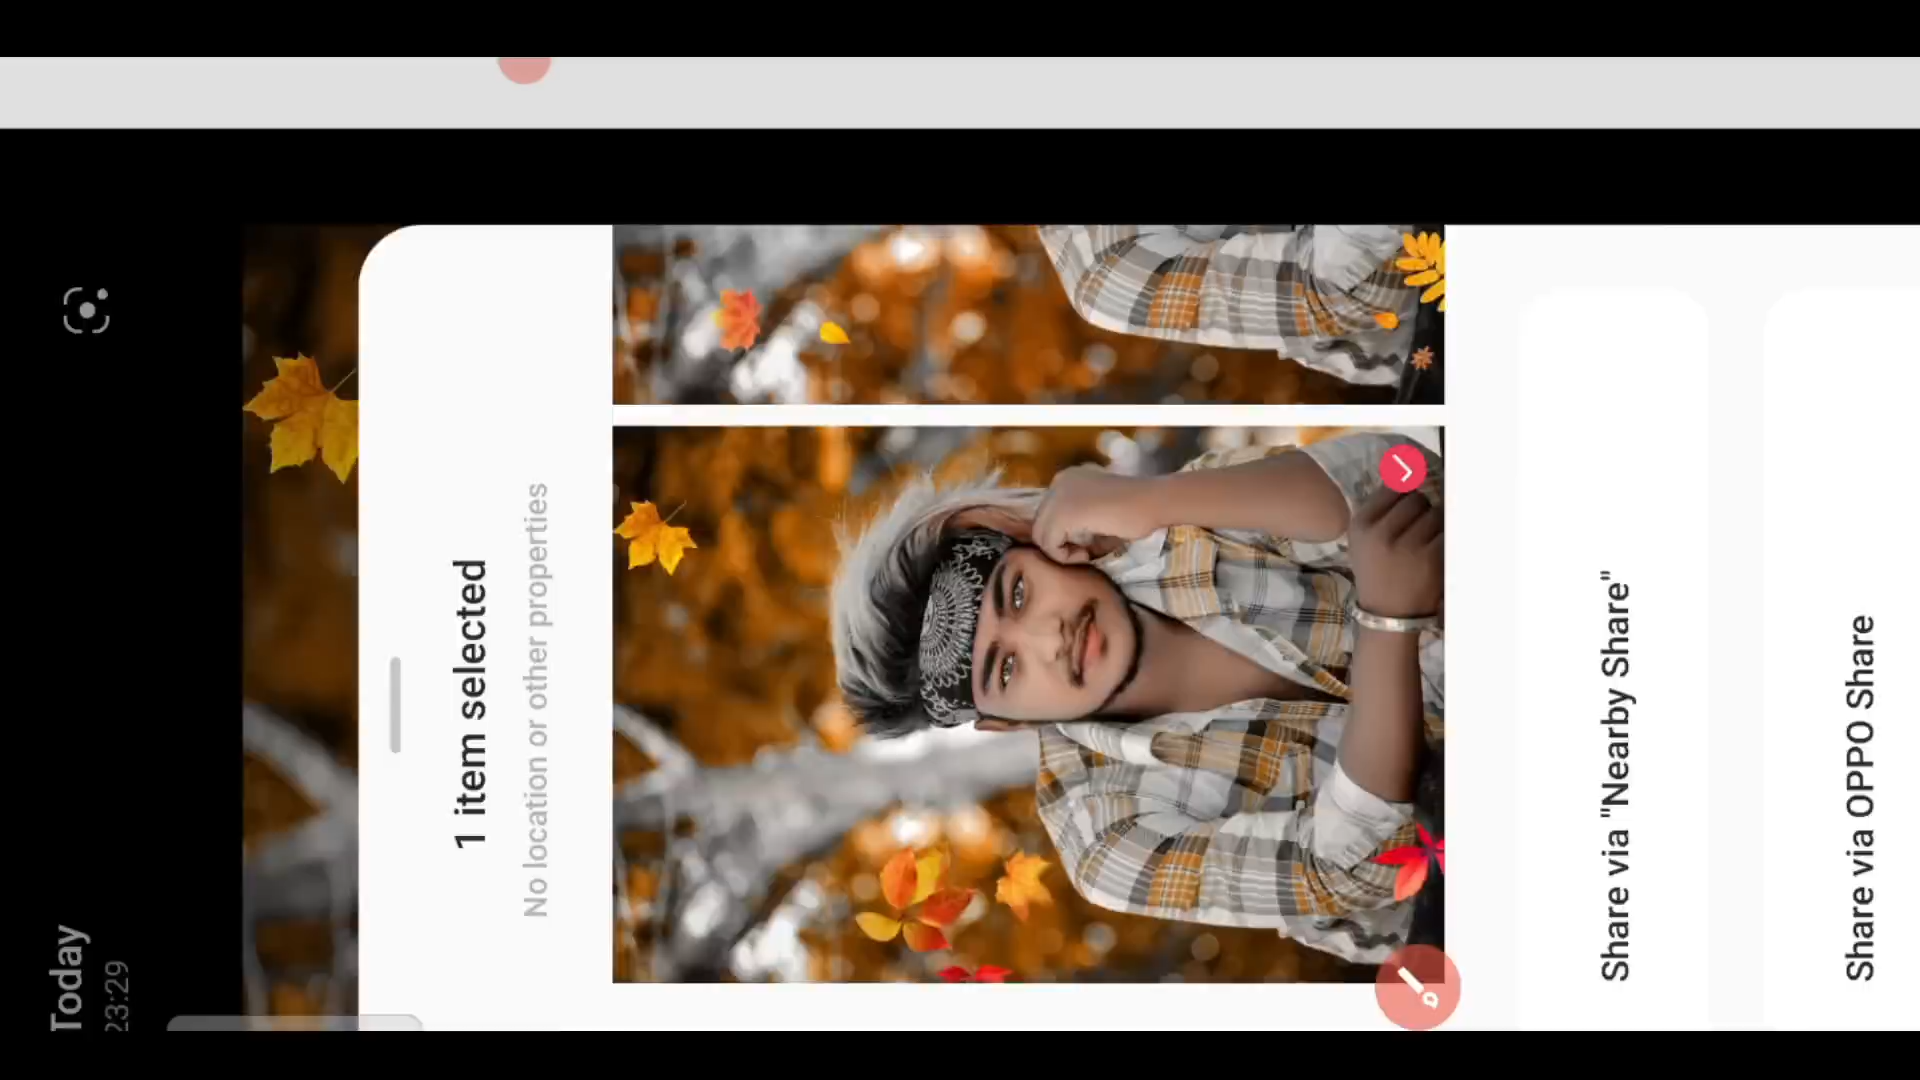 Today
23:29
1 item selected
No location or other properties
Share via "Nearby Share"
Share via OPPO Share